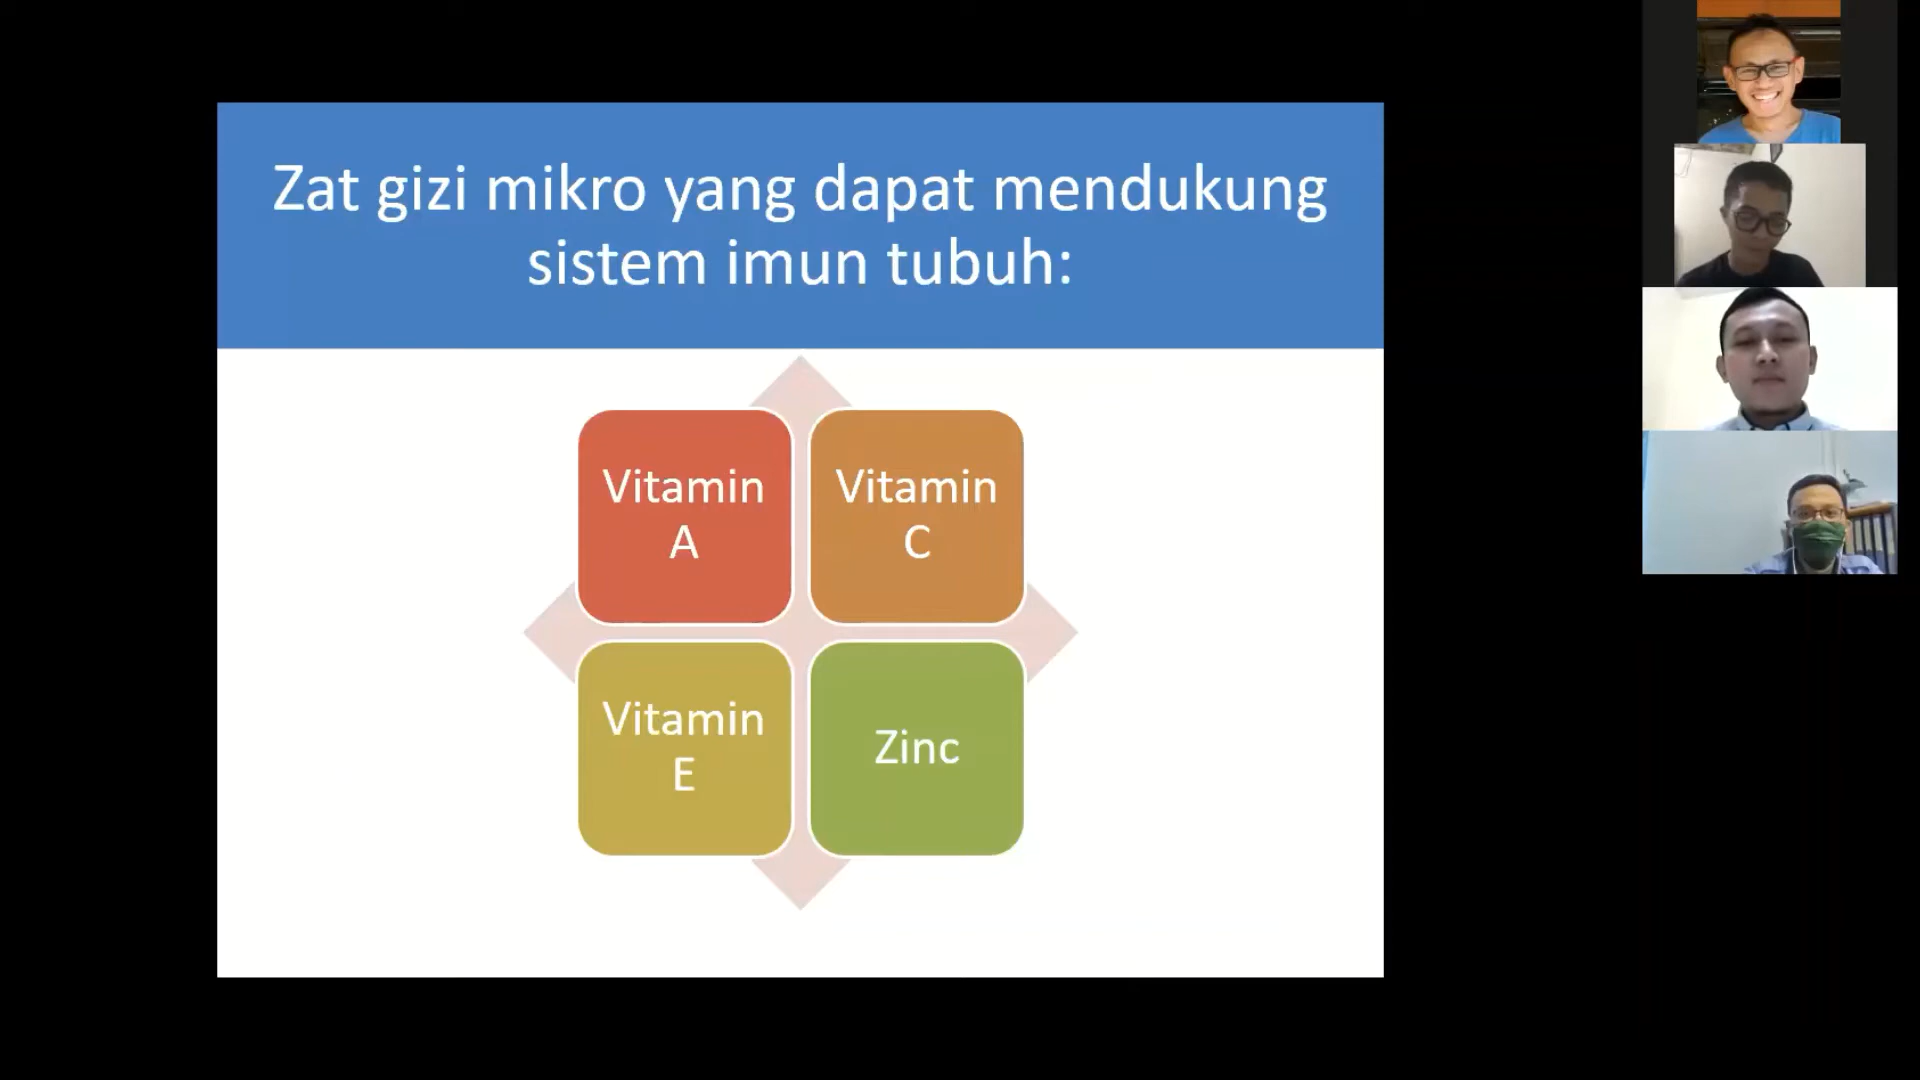 Zat gizi mikro yang dapat mendukung
sistem imun tubuh:
Vitamin
A
Vitamin
C
Vitamin
E
Zinc